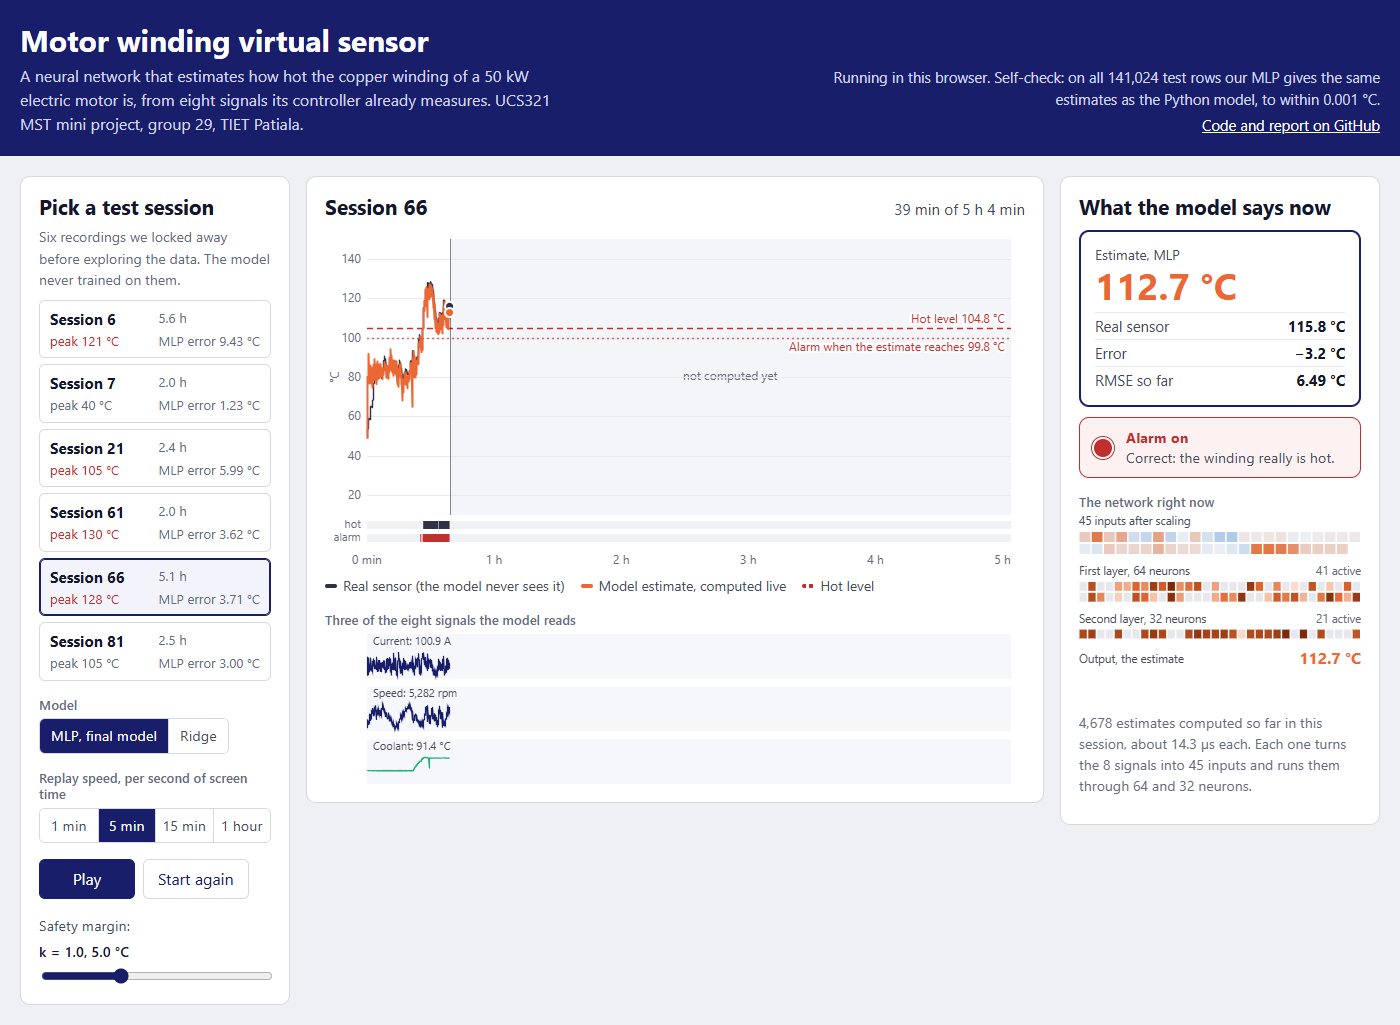 Motor winding virtual sensor
A neural network that estimates how hot the copper winding of a 50 kW
electric motor is, from eight signals its controller already measures. UCS321
MST mini project, group 29, TIET Patiala.
Running in this browser. Self-check: on all 141,024 test rows our MLP gives the same
estimates as the Python model, to within 0.001 °C.
Code and report on GitHub
Pick a test session
Six recordings we locked away
before exploring the data. The model
never trained on them.
Session 6 5.6 h
peak 121 °C MLP error 9.43 °C
Session 7 2.0 h
peak 40 °C MLP error 1.23 °C
Session 21 2.4 h
peak 105 °C MLP error 5.99 °C
Session 61 2.0 h
peak 130 °C MLP error 3.62 °C
Session 66 5.1 h
peak 128 °C MLP error 3.71 °C
Session 81 2.5 h
peak 105 °C MLP error 3.00 °C
Model
MLP, final model Ridge
Replay speed, per second of screen
time
1 min 5 min 15 min 1 hour
Play Start again
Safety margin:
k = 1.0, 5.0 °C
Session 66 39 min of 5 h 4 min
140
120
Hot level 104.8 °C
100
Alarm when the estimate reaches 99.8 °C
°C
80
not computed yet
60
40
20
hot
alarm
0 min 1 h 2 h 3 h 4 h 5 h
Real sensor (the model never sees it) Model estimate, computed live Hot level
Three of the eight signals the model reads
Current: 100.9 A
Speed: 5,282 rpm
Coolant: 91.4 °C
What the model says now
Estimate, MLP
112.7 °C
Real sensor 115.8 °C
Error −3.2 °C
RMSE so far 6.49 °C
Alarm on
Correct: the winding really is hot.
The network right now
45 inputs after scaling
First layer, 64 neurons 41 active
Second layer, 32 neurons 21 active
Output, the estimate 112.7 °C
4,678 estimates computed so far in this
session, about 14.3 µs each. Each one turns
the 8 signals into 45 inputs and runs them
through 64 and 32 neurons.